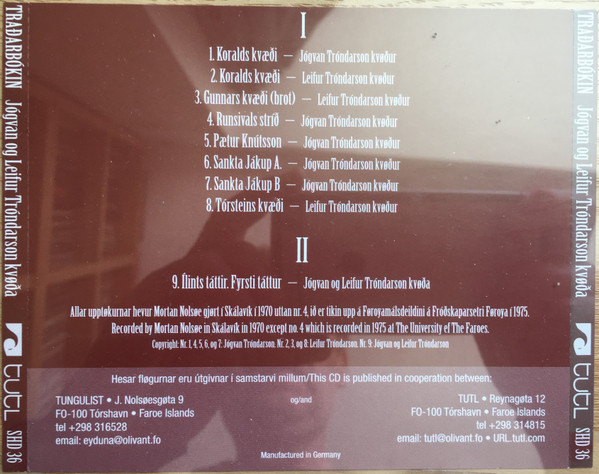 TRAÐARBÓKIN Jógvan og Leifur Tróndarson kvøða tutl SHD 36
I
1. Koralds kvæði – Jógvan Tróndarson kvøður
2. Koralds kvæði – Leifur Tróndarson kvøður
3. Gunnars kvæði (brot) – Leifur Tróndarson kvøður
4. Runsivals stríð – Jógvan Tróndarson kvøður
5. Pætur Knútsson – Jógvan Tróndarson kvøður
6. Sankta Jákup A. – Jógvan Tróndarson kvøður
7. Sankta Jákup B – Jógvan Tróndarson kvøður
8. Tórsteins kvæði – Leifur Tróndarson kvøður
II
9. Ílints táttir. Fyrsti táttur – Jógvan og Leifur Tróndarson kvøða
Allar upptøkurnar hevur Mortan Nolsøe gjørt í Skálavík í 1970 uttan nr. 4, ið er tikin upp á Føroyamálsdeildini á Fróðskaparsetri Føroya í 1975.
Recorded by Mortan Nolsøe in Skálavík in 1970 except no. 4 which is recorded in 1975 at The University of The Faroes.
Copyright: Nr. 1, 4, 5, 6, og 7: Jógvan Tróndarson. Nr. 2, 3, og 8: Leifur Tróndarson. Nr. 9: Jógvan og Leifur Tróndarson
Hesar fløgurnar eru útgivnar í samstarvi millum/This CD is published in cooperation between:
TUNGULIST • J. Nolsøesgøta 9
FO-100 Tórshavn • Faroe Islands
tel +298 316528
email: eyduna@olivant.fo
og/and
TUTL • Reynagøta 12
FO-100 Tórshavn • Faroe Islands
tel +298 314815
email: tutl@olivant.fo • URL.tutl.com
Manufactured in Germany
TRAÐARBÓKIN Jógvan og Leifur Tróndarson kvøða tutl SHD 36